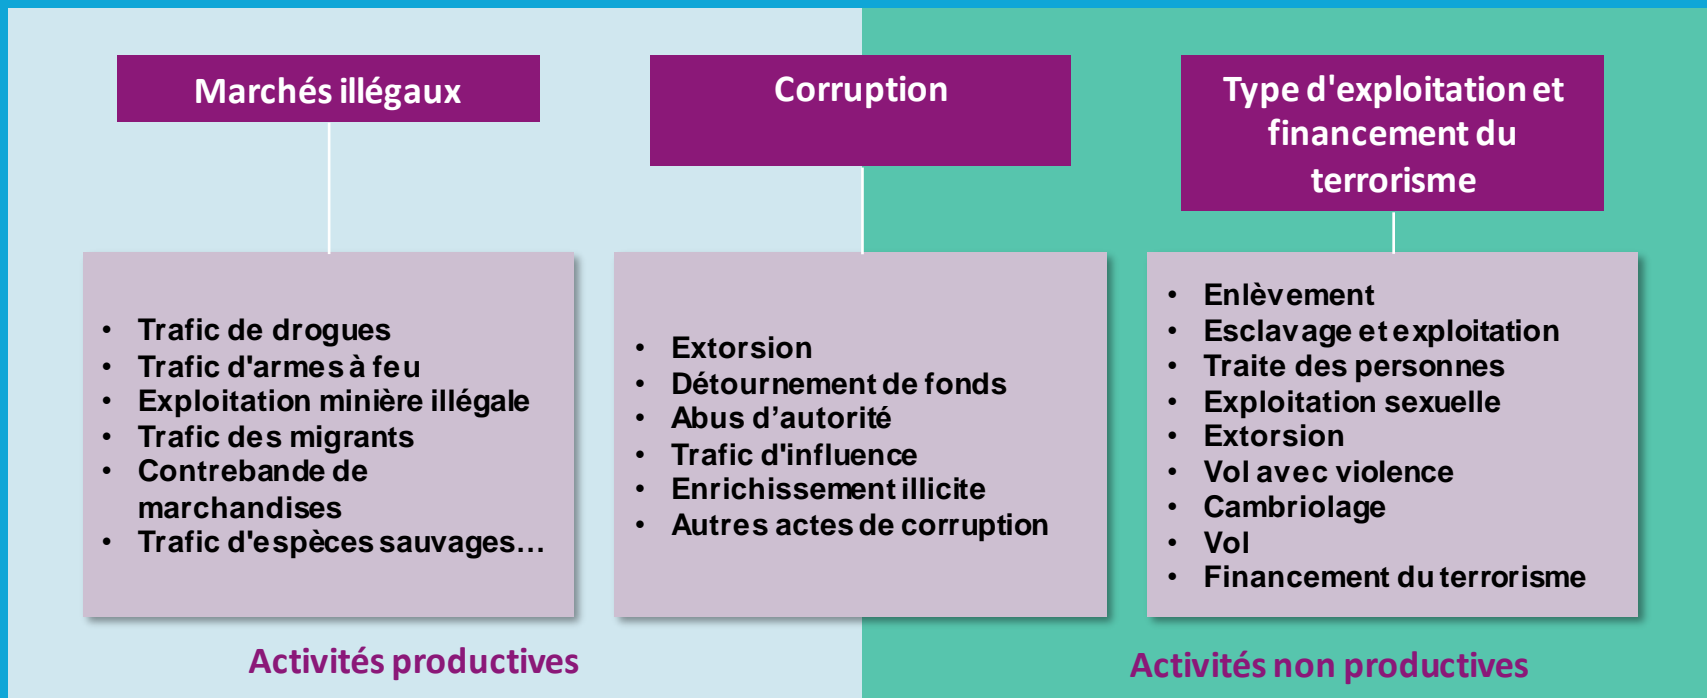 Marchés illégaux
Corruption
Type d'exploitation et
financement du
terrorisme
• Trafic de drogues
• Trafic d'armes à feu
• Exploitation minière illégale
• Trafic des migrants
• Contrebande de
marchandises
• Trafic d'espèces sauvages…
• Extorsion
• Détournement de fonds
• Abus d’autorité
• Trafic d'influence
• Enrichissement illicite
• Autres actes de corruption
• Enlèvement
• Esclavage et exploitation
• Traite des personnes
• Exploitation sexuelle
• Extorsion
• Vol avec violence
• Cambriolage
• Vol
• Financement du terrorisme
Activités productives
Activités non productives